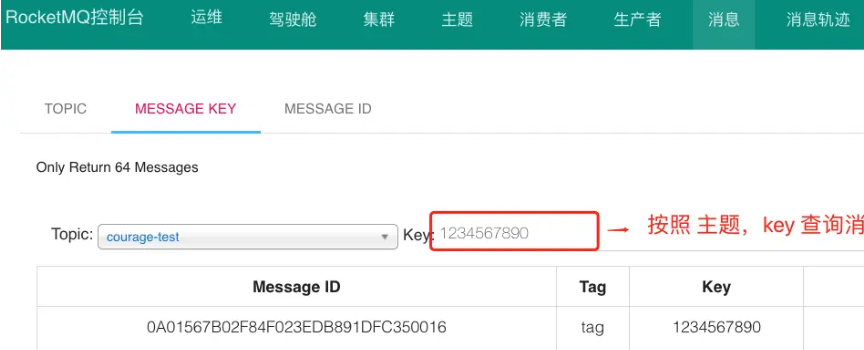 RocketMQ控制台 运维 驾驶舱 集群 主题 消费者 生产者 消息 消息轨迹
TOPIC MESSAGE KEY MESSAGE ID
Only Return 64 Messages
Topic: courage-test Key: 1234567890 → 按照 主题，key 查询消
Message ID Tag Key
0A01567B02F84F023EDB891DFC350016 tag 1234567890